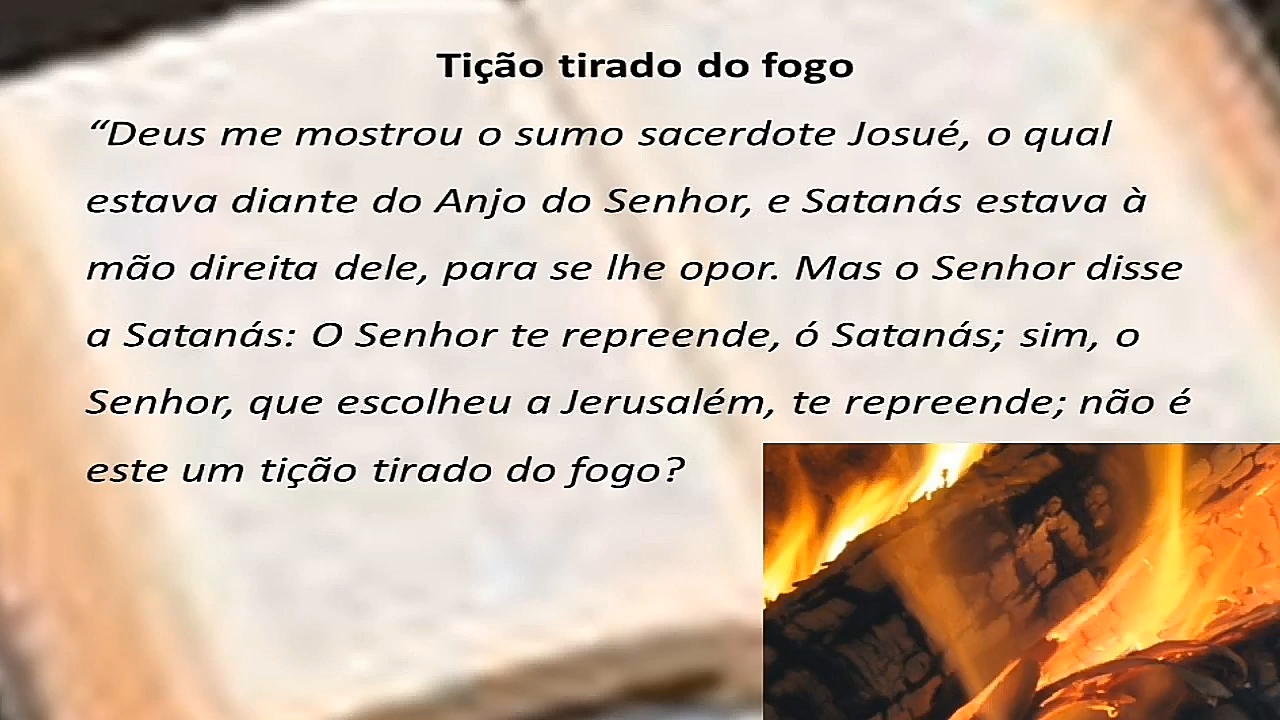 Tição tirado do fogo
“Deus me mostrou o sumo sacerdote Josué, o qual
estava diante do Anjo do Senhor, e Satanás estava à
mão direita dele, para se lhe opor. Mas o Senhor disse
a Satanás: O Senhor te repreende, ó Satanás; sim, o
Senhor, que escolheu a Jerusalém, te repreende; não é
este um tição tirado do fogo?